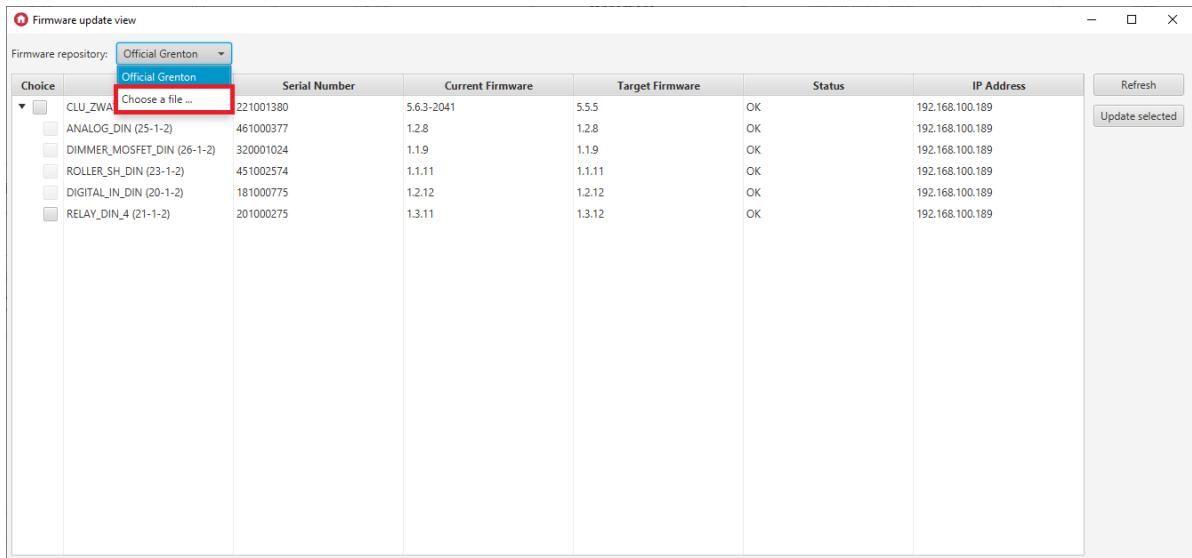 Firmware update view
Firmware repository: Official Grenton
Official Grenton
Choose a file ...
Choice Serial Number Current Firmware Target Firmware Status IP Address Refresh
CLU_ZWA 221001380 5.6.3-2041 5.5.5 OK 192.168.100.189
Update selected
ANALOG_DIN (25-1-2) 461000377 1.2.8 1.2.8 OK 192.168.100.189
DIMMER_MOSFET_DIN (26-1-2) 320001024 1.1.9 1.1.9 OK 192.168.100.189
ROLLER_SH_DIN (23-1-2) 451002574 1.1.11 1.1.11 OK 192.168.100.189
DIGITAL_IN_DIN (20-1-2) 181000775 1.2.12 1.2.12 OK 192.168.100.189
RELAY_DIN_4 (21-1-2) 201000275 1.3.11 1.3.12 OK 192.168.100.189